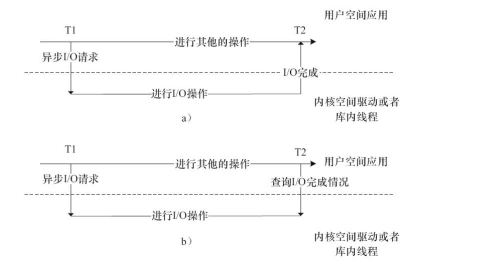 用户空间应用
T1
T2
进行其他的操作
异步I/O请求
I/O完成
进行I/O操作
内核空间驱动或者
库内线程
a）
T1
T2
进行其他的操作
用户空间应用
异步I/O请求
查询I/O完成情况
进行I/O操作
内核空间驱动或者
库内线程
b）